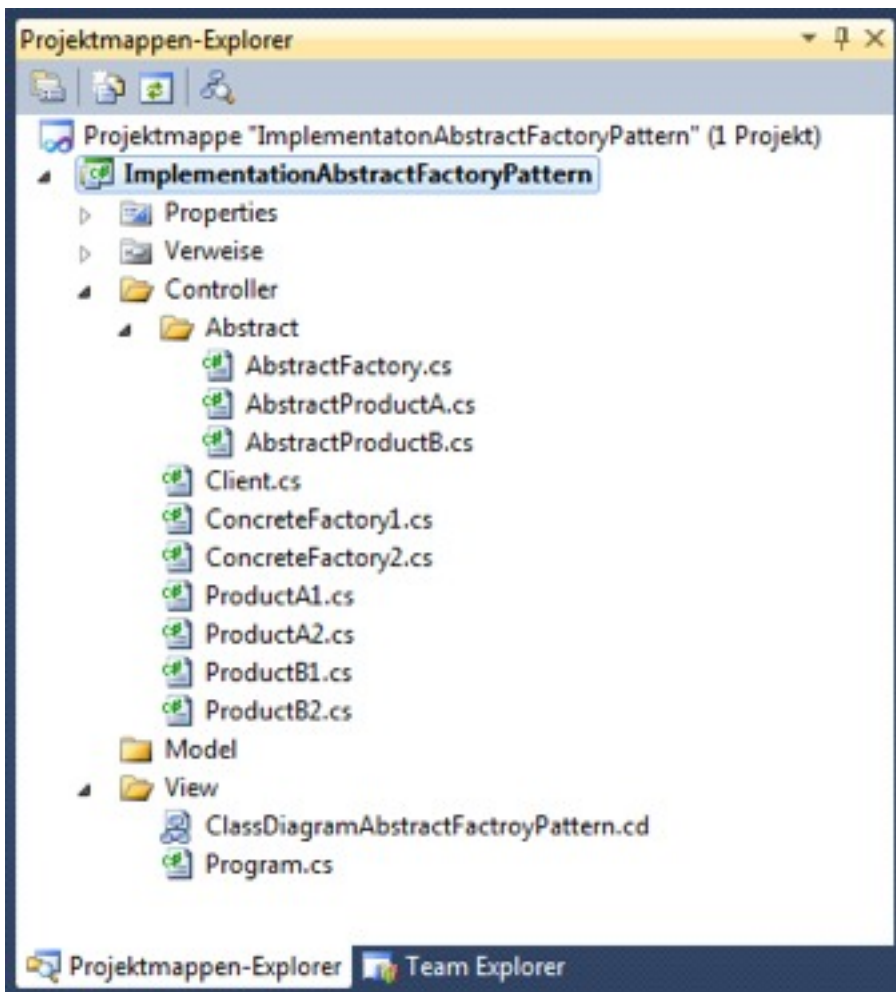 Projektmappen-Explorer
Projektmappe "ImplementatonAbstractFactoryPattern" (1 Projekt)
ImplementationAbstractFactoryPattern
Properties
Verweise
Controller
Abstract
AbstractFactory.cs
AbstractProductA.cs
AbstractProductB.cs
Client.cs
ConcreteFactory1.cs
ConcreteFactory2.cs
ProductA1.cs
ProductA2.cs
ProductB1.cs
ProductB2.cs
Model
View
ClassDiagramAbstractFactroyPattern.cd
Program.cs
Projektmappen-Explorer Team Explorer